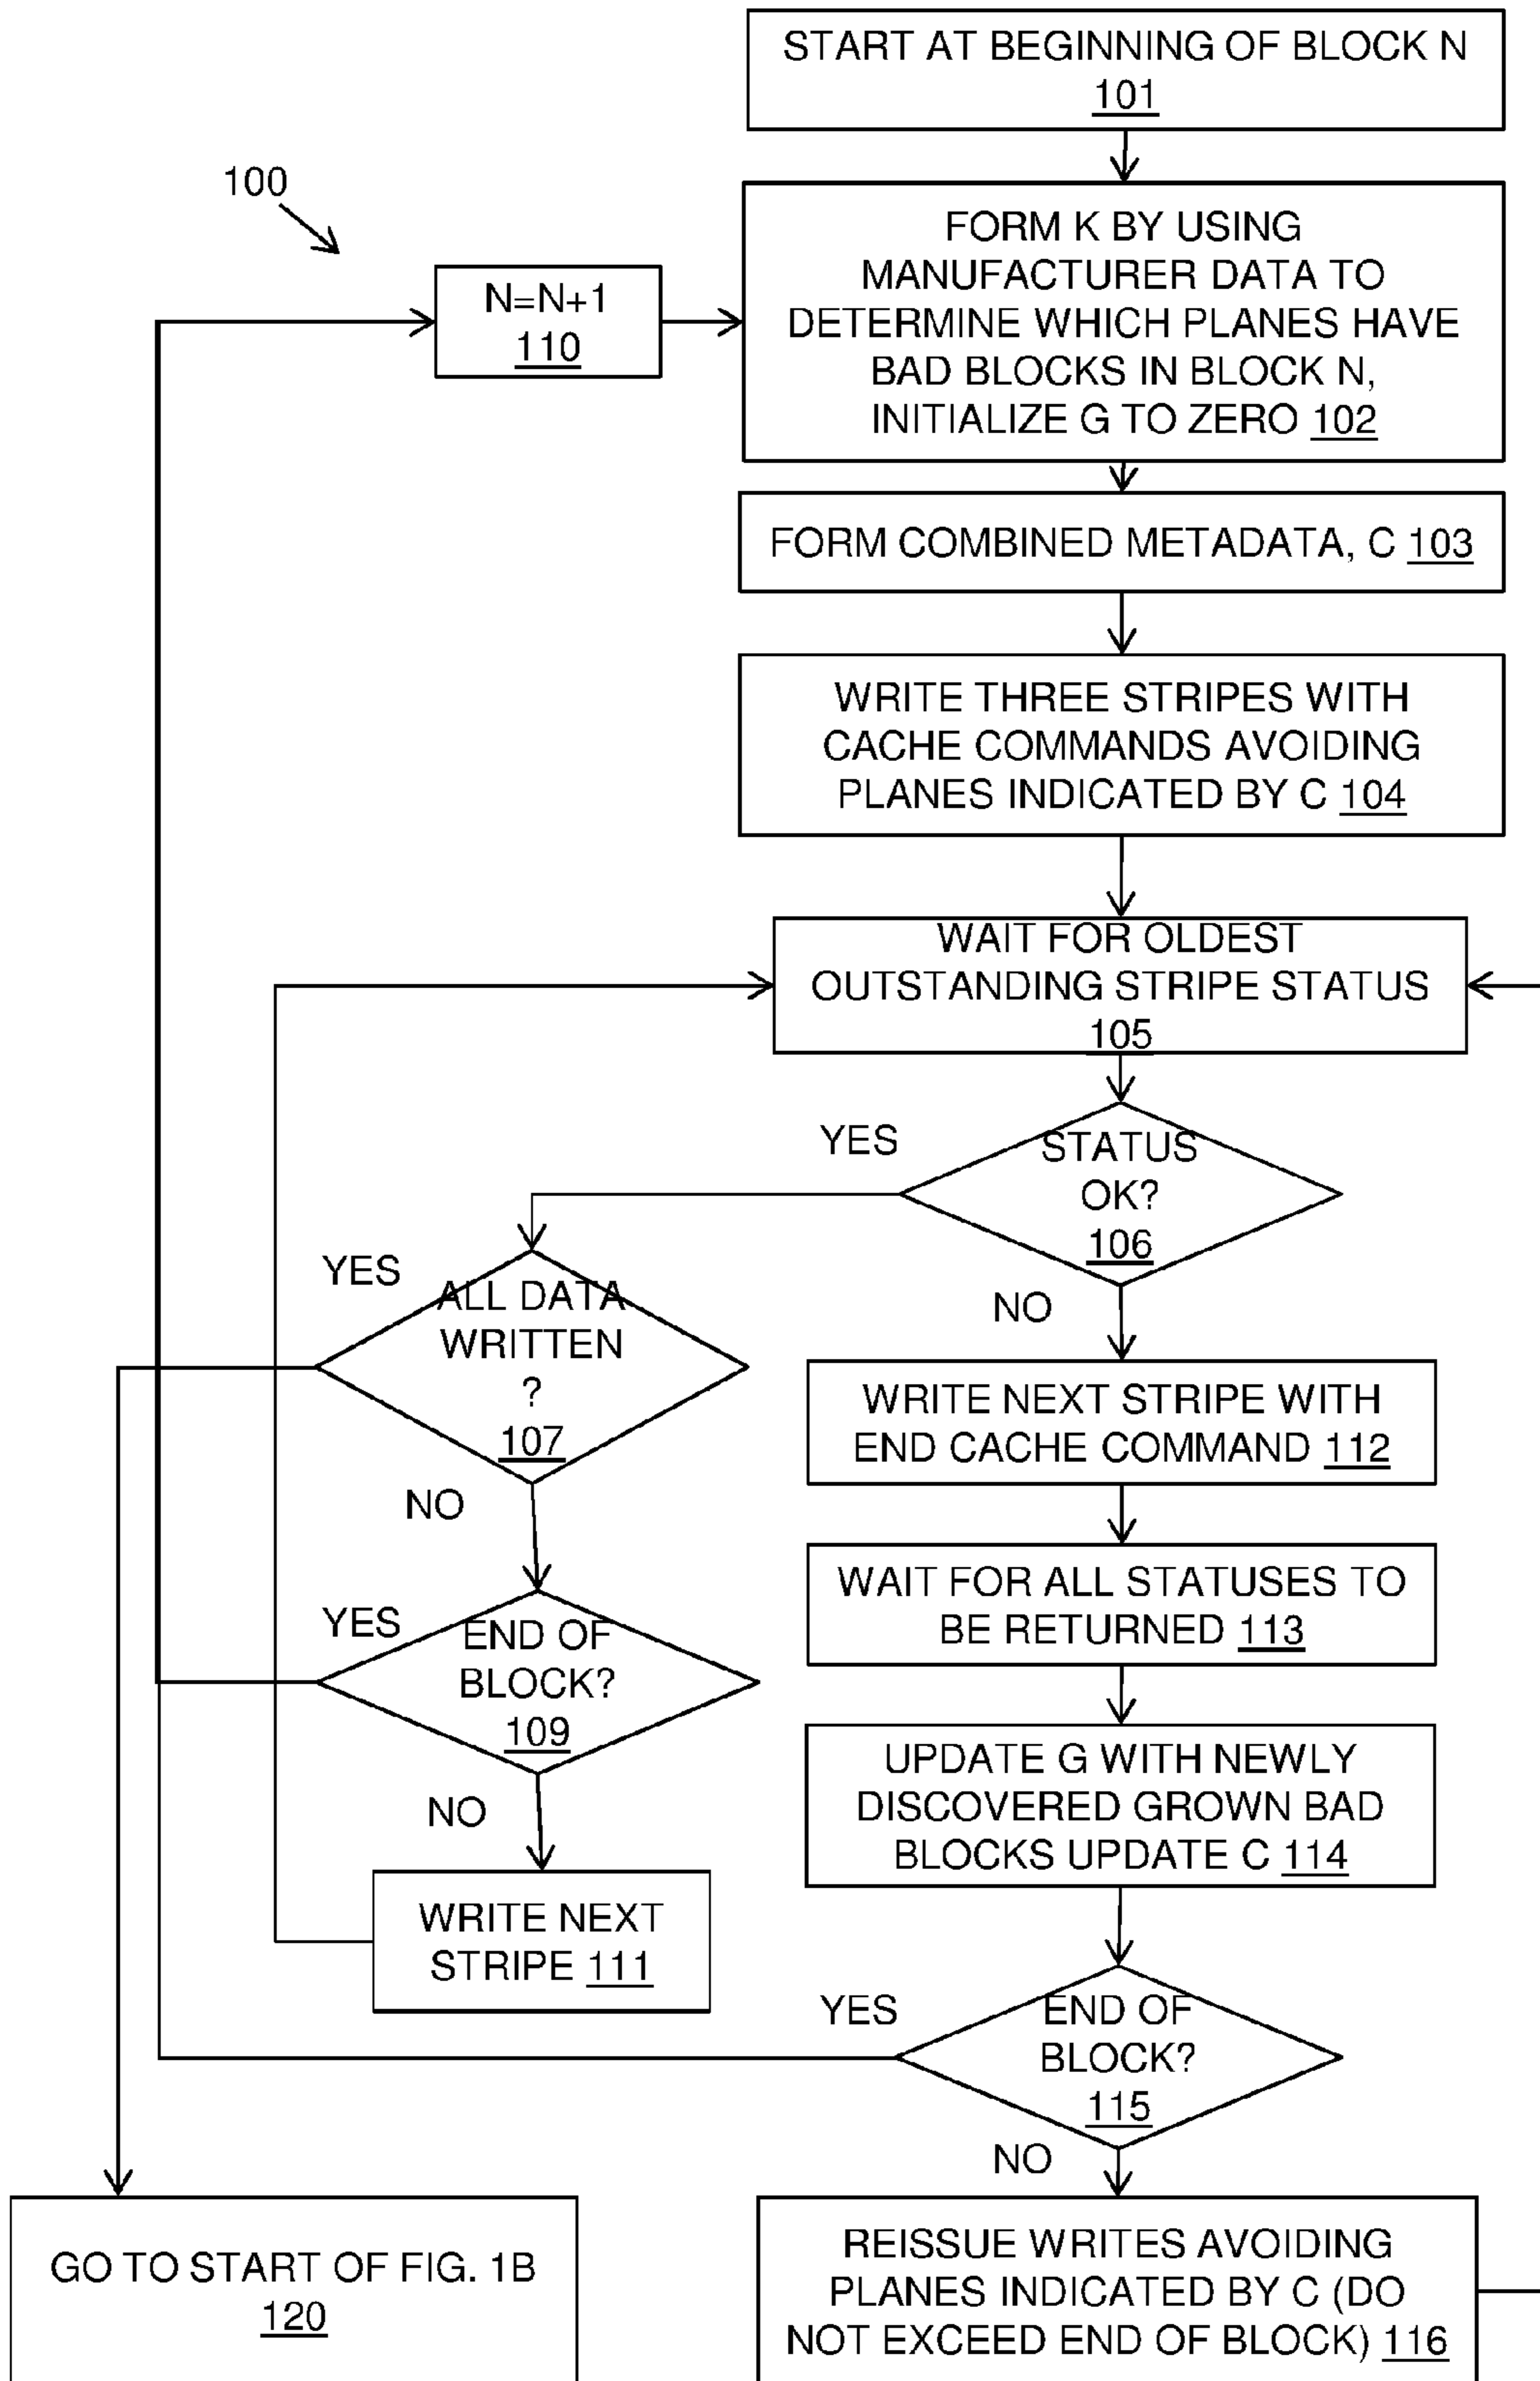 START AT BEGINNING OF BLOCK N
101
100
N=N+1
110
FORM K BY USING
MANUFACTURER DATA TO
DETERMINE WHICH PLANES HAVE
BAD BLOCKS IN BLOCK N,
INITIALIZE G TO ZERO 102
FORM COMBINED METADATA, C 103
WRITE THREE STRIPES WITH
CACHE COMMANDS AVOIDING
PLANES INDICATED BY C 104
WAIT FOR OLDEST
OUTSTANDING STRIPE STATUS
105
YES
STATUS
OK?
106
NO
YES
ALL DATA
WRITTEN
?
107
NO
WRITE NEXT STRIPE WITH
END CACHE COMMAND 112
WAIT FOR ALL STATUSES TO
BE RETURNED 113
YES
END OF
BLOCK?
109
NO
UPDATE G WITH NEWLY
DISCOVERED GROWN BAD
BLOCKS UPDATE C 114
WRITE NEXT
STRIPE 111
YES
END OF
BLOCK?
115
NO
GO TO START OF FIG. 1B
120
REISSUE WRITES AVOIDING
PLANES INDICATED BY C (DO
NOT EXCEED END OF BLOCK) 116